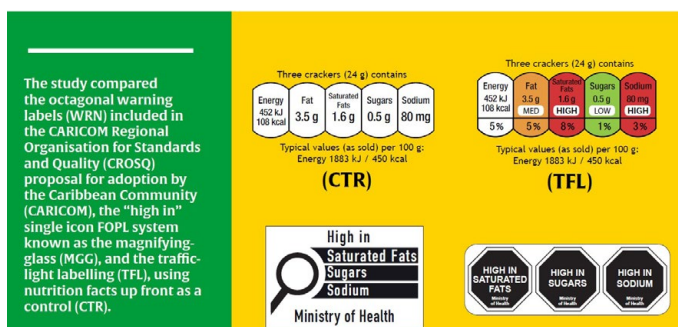 The study compared
the octagonal warning
labels (WRN) included in
the CARICOM Regional
Organisation for Standards
and Quality (CROSQ)
proposal for adoption by
the Caribbean Community
(CARICOM), the “high in”
single icon FOPL system
known as the magnifying-
glass (MGG), and the traffic-
light labelling (TFL), using
nutrition facts up front as a
control (CTR).
Three crackers (24 g) contains
Energy
452 kJ
108 kcal
Fat
3.5 g
Saturated
Fats
1.6 g
Sugars
0.5 g
Sodium
80 mg
Typical values (as sold) per 100 g:
Energy 1883 kJ / 450 kcal
(CTR)
Three crackers (24 g) contains
Energy
452 kJ
108 kcal
5%
Fat
3.5 g
MED
5%
Saturated
Fats
1.6 g
HIGH
8%
Sugars
0.5 g
LOW
1%
Sodium
80 mg
HIGH
3%
Typical values (as sold) per 100 g:
Energy 1883 kJ / 450 kcal
(TFL)
High in
Saturated Fats
Sugars
Sodium
Ministry of Health
HIGH IN
SATURATED
FATS
Ministry
of Health
HIGH IN
SUGARS
Ministry
of Health
HIGH IN
SODIUM
Ministry
of Health